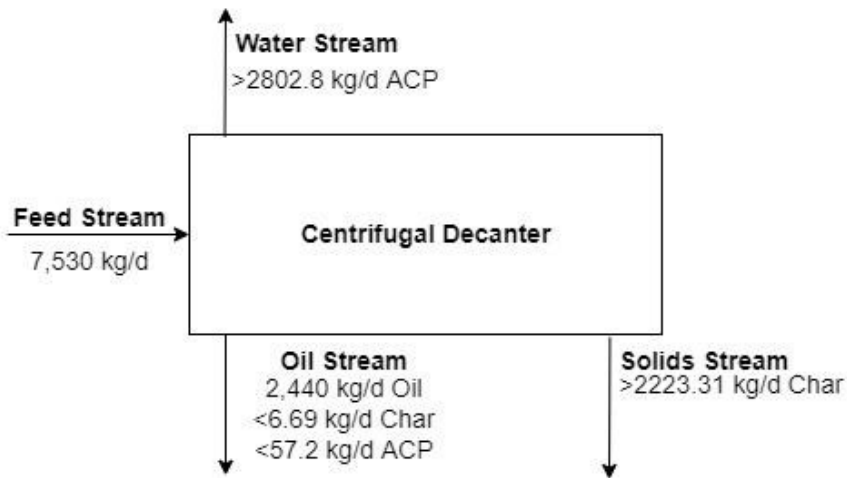 Water Stream
>2802.8 kg/d ACP
Feed Stream
7,530 kg/d
Centrifugal Decanter
Oil Stream
2,440 kg/d Oil
<6.69 kg/d Char
<57.2 kg/d ACP
Solids Stream
>2223.31 kg/d Char